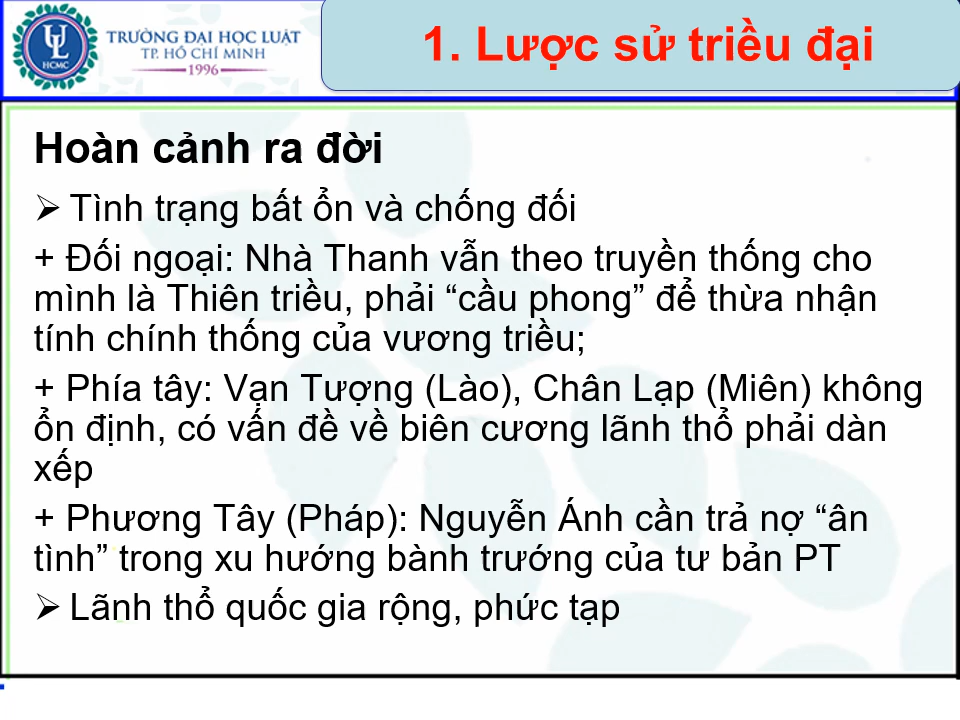 TRƯỜNG ĐẠI HỌC LUẬT
TP. HỒ CHÍ MINH
1996
UL
HCMC
1. Lược sử triều đại
Hoàn cảnh ra đời
➢ Tình trạng bất ổn và chống đối
+ Đối ngoại: Nhà Thanh vẫn theo truyền thống cho
mình là Thiên triều, phải “cầu phong” để thừa nhận
tính chính thống của vương triều;
+ Phía tây: Vạn Tượng (Lào), Chân Lạp (Miên) không
ổn định, có vấn đề về biên cương lãnh thổ phải dàn
xếp
+ Phương Tây (Pháp): Nguyễn Ánh cần trả nợ “ân
tình” trong xu hướng bành trướng của tư bản PT
➢ Lãnh thổ quốc gia rộng, phức tạp